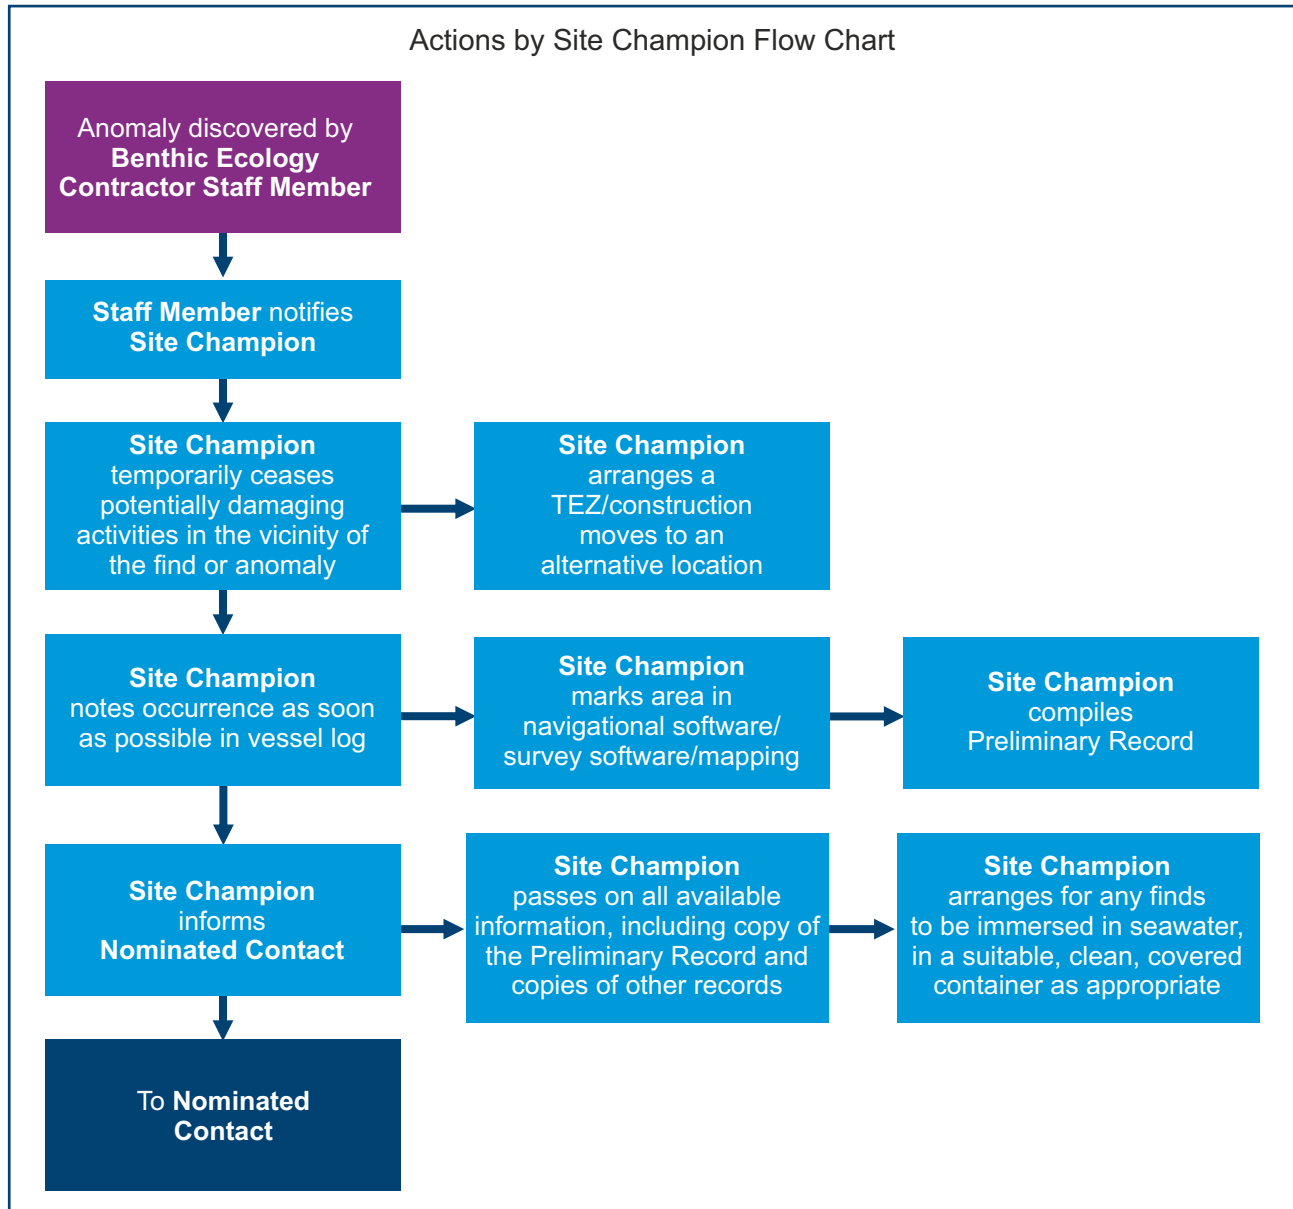 Actions by Site Champion Flow Chart
Anomaly discovered by
Benthic Ecology
Contractor Staff Member
Staff Member notifies
Site Champion
Site Champion
temporarily ceases
potentially damaging
activities in the vicinity of
the find or anomaly
Site Champion
arranges a
TEZ/construction
moves to an
alternative location
Site Champion
notes occurrence as soon
as possible in vessel log
Site Champion
marks area in
navigational software/
survey software/mapping
Site Champion
compiles
Preliminary Record
Site Champion
informs
Nominated Contact
Site Champion
passes on all available
information, including copy of
the Preliminary Record and
copies of other records
Site Champion
arranges for any finds
to be immersed in seawater,
in a suitable, clean, covered
container as appropriate
To Nominated
Contact